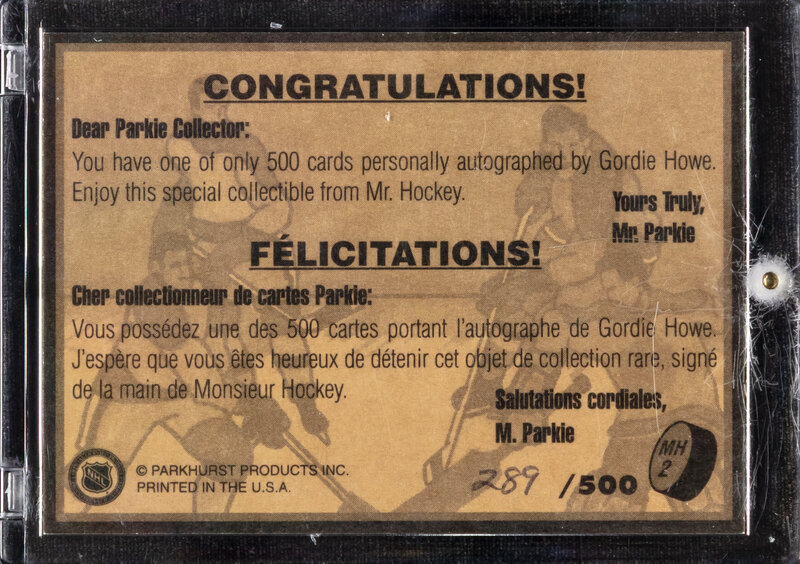 CONGRATULATIONS!
Dear Parkie Collector:
You have one of only 500 cards personally autographed by Gordie Howe.
Enjoy this special collectible from Mr. Hockey.
Yours Truly,
Mr. Parkie
FÉLICITATIONS!
Cher collectionneur de cartes Parkie:
Vous possédez une des 500 cartes portant l'autographe de Gordie Howe.
J'espère que vous êtes heureux de détenir cet objet de collection rare, signé
de la main de Monsieur Hockey.
Salutations cordiales,
M. Parkie
NHL
© PARKHURST PRODUCTS INC.
PRINTED IN THE U.S.A.
289 /500
MH
2